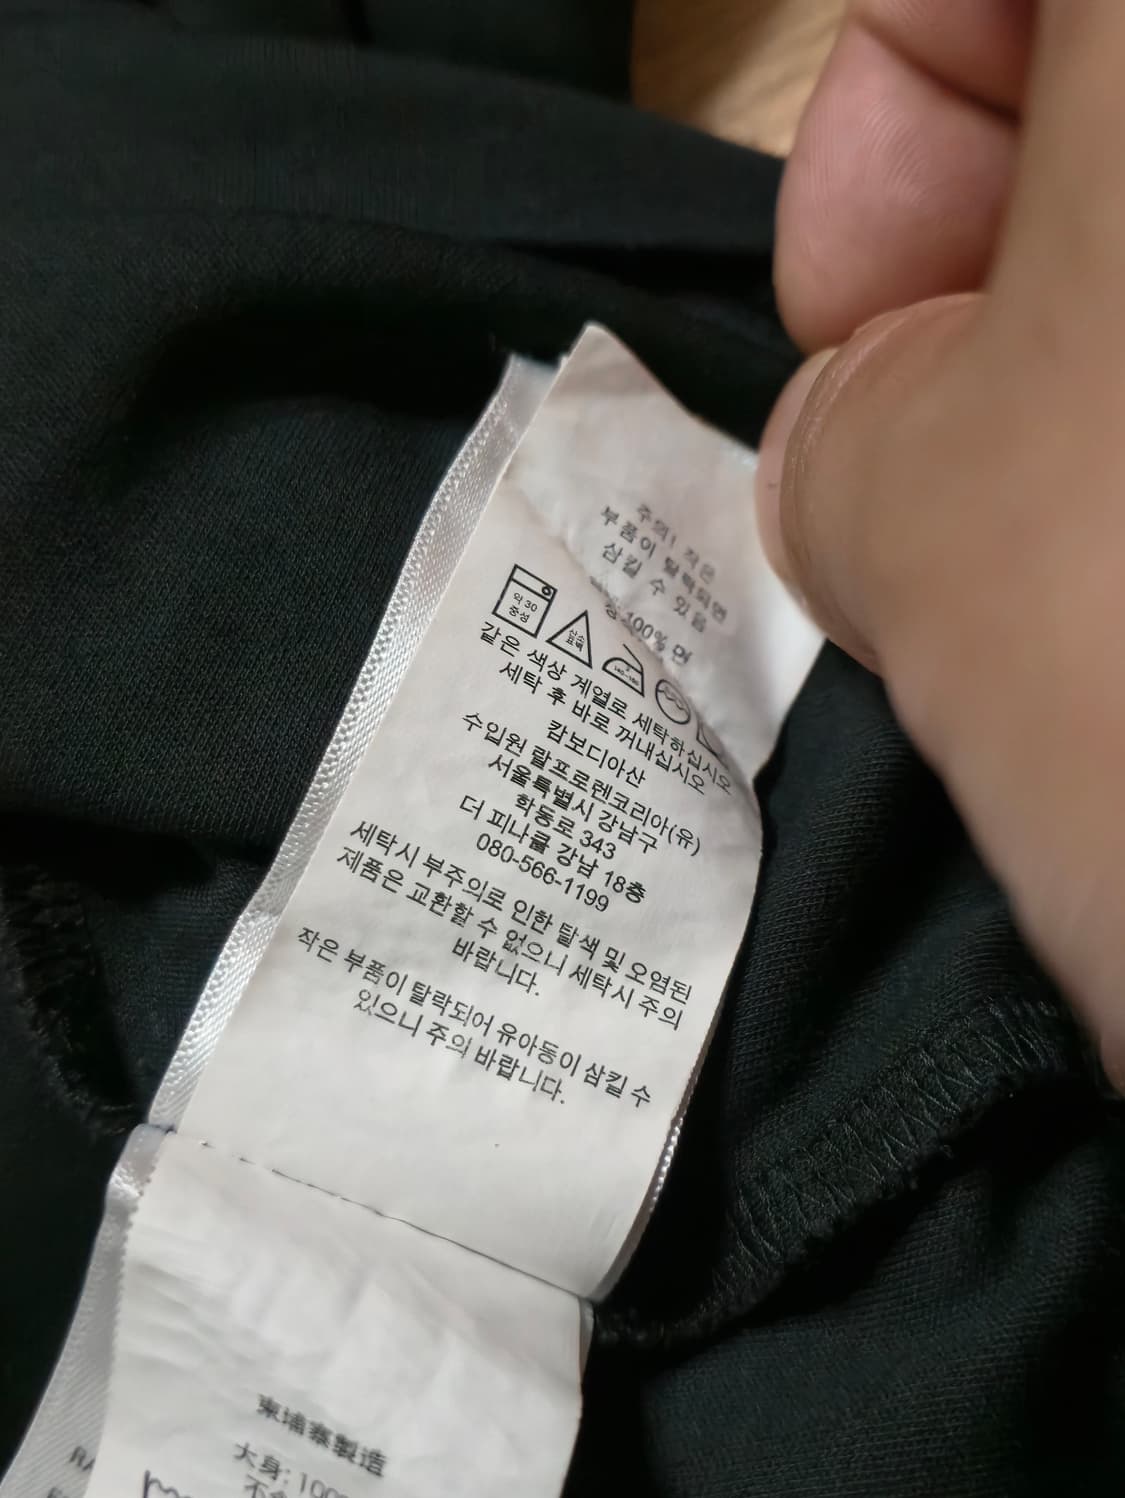 주의! 작은
부품이 탈락되면
삼킬 수 있음
100% 면
약 30
중성
산소
표백
같은 색상 계열로 세탁하십시오
세탁 후 바로 꺼내십시오
캄보디아산
수입원 랄프로렌코리아(유)
서울특별시 강남구
학동로 343
더 피나클 강남 18층
080-566-1199
세탁시 부주의로 인한 탈색 및 오염된
제품은 교환할 수 없으니 세탁시 주의
바랍니다.
작은 부품이 탈락되어 유아동이 삼킬 수
있으니 주의 바랍니다.
柬埔寨製造
大身: 100%